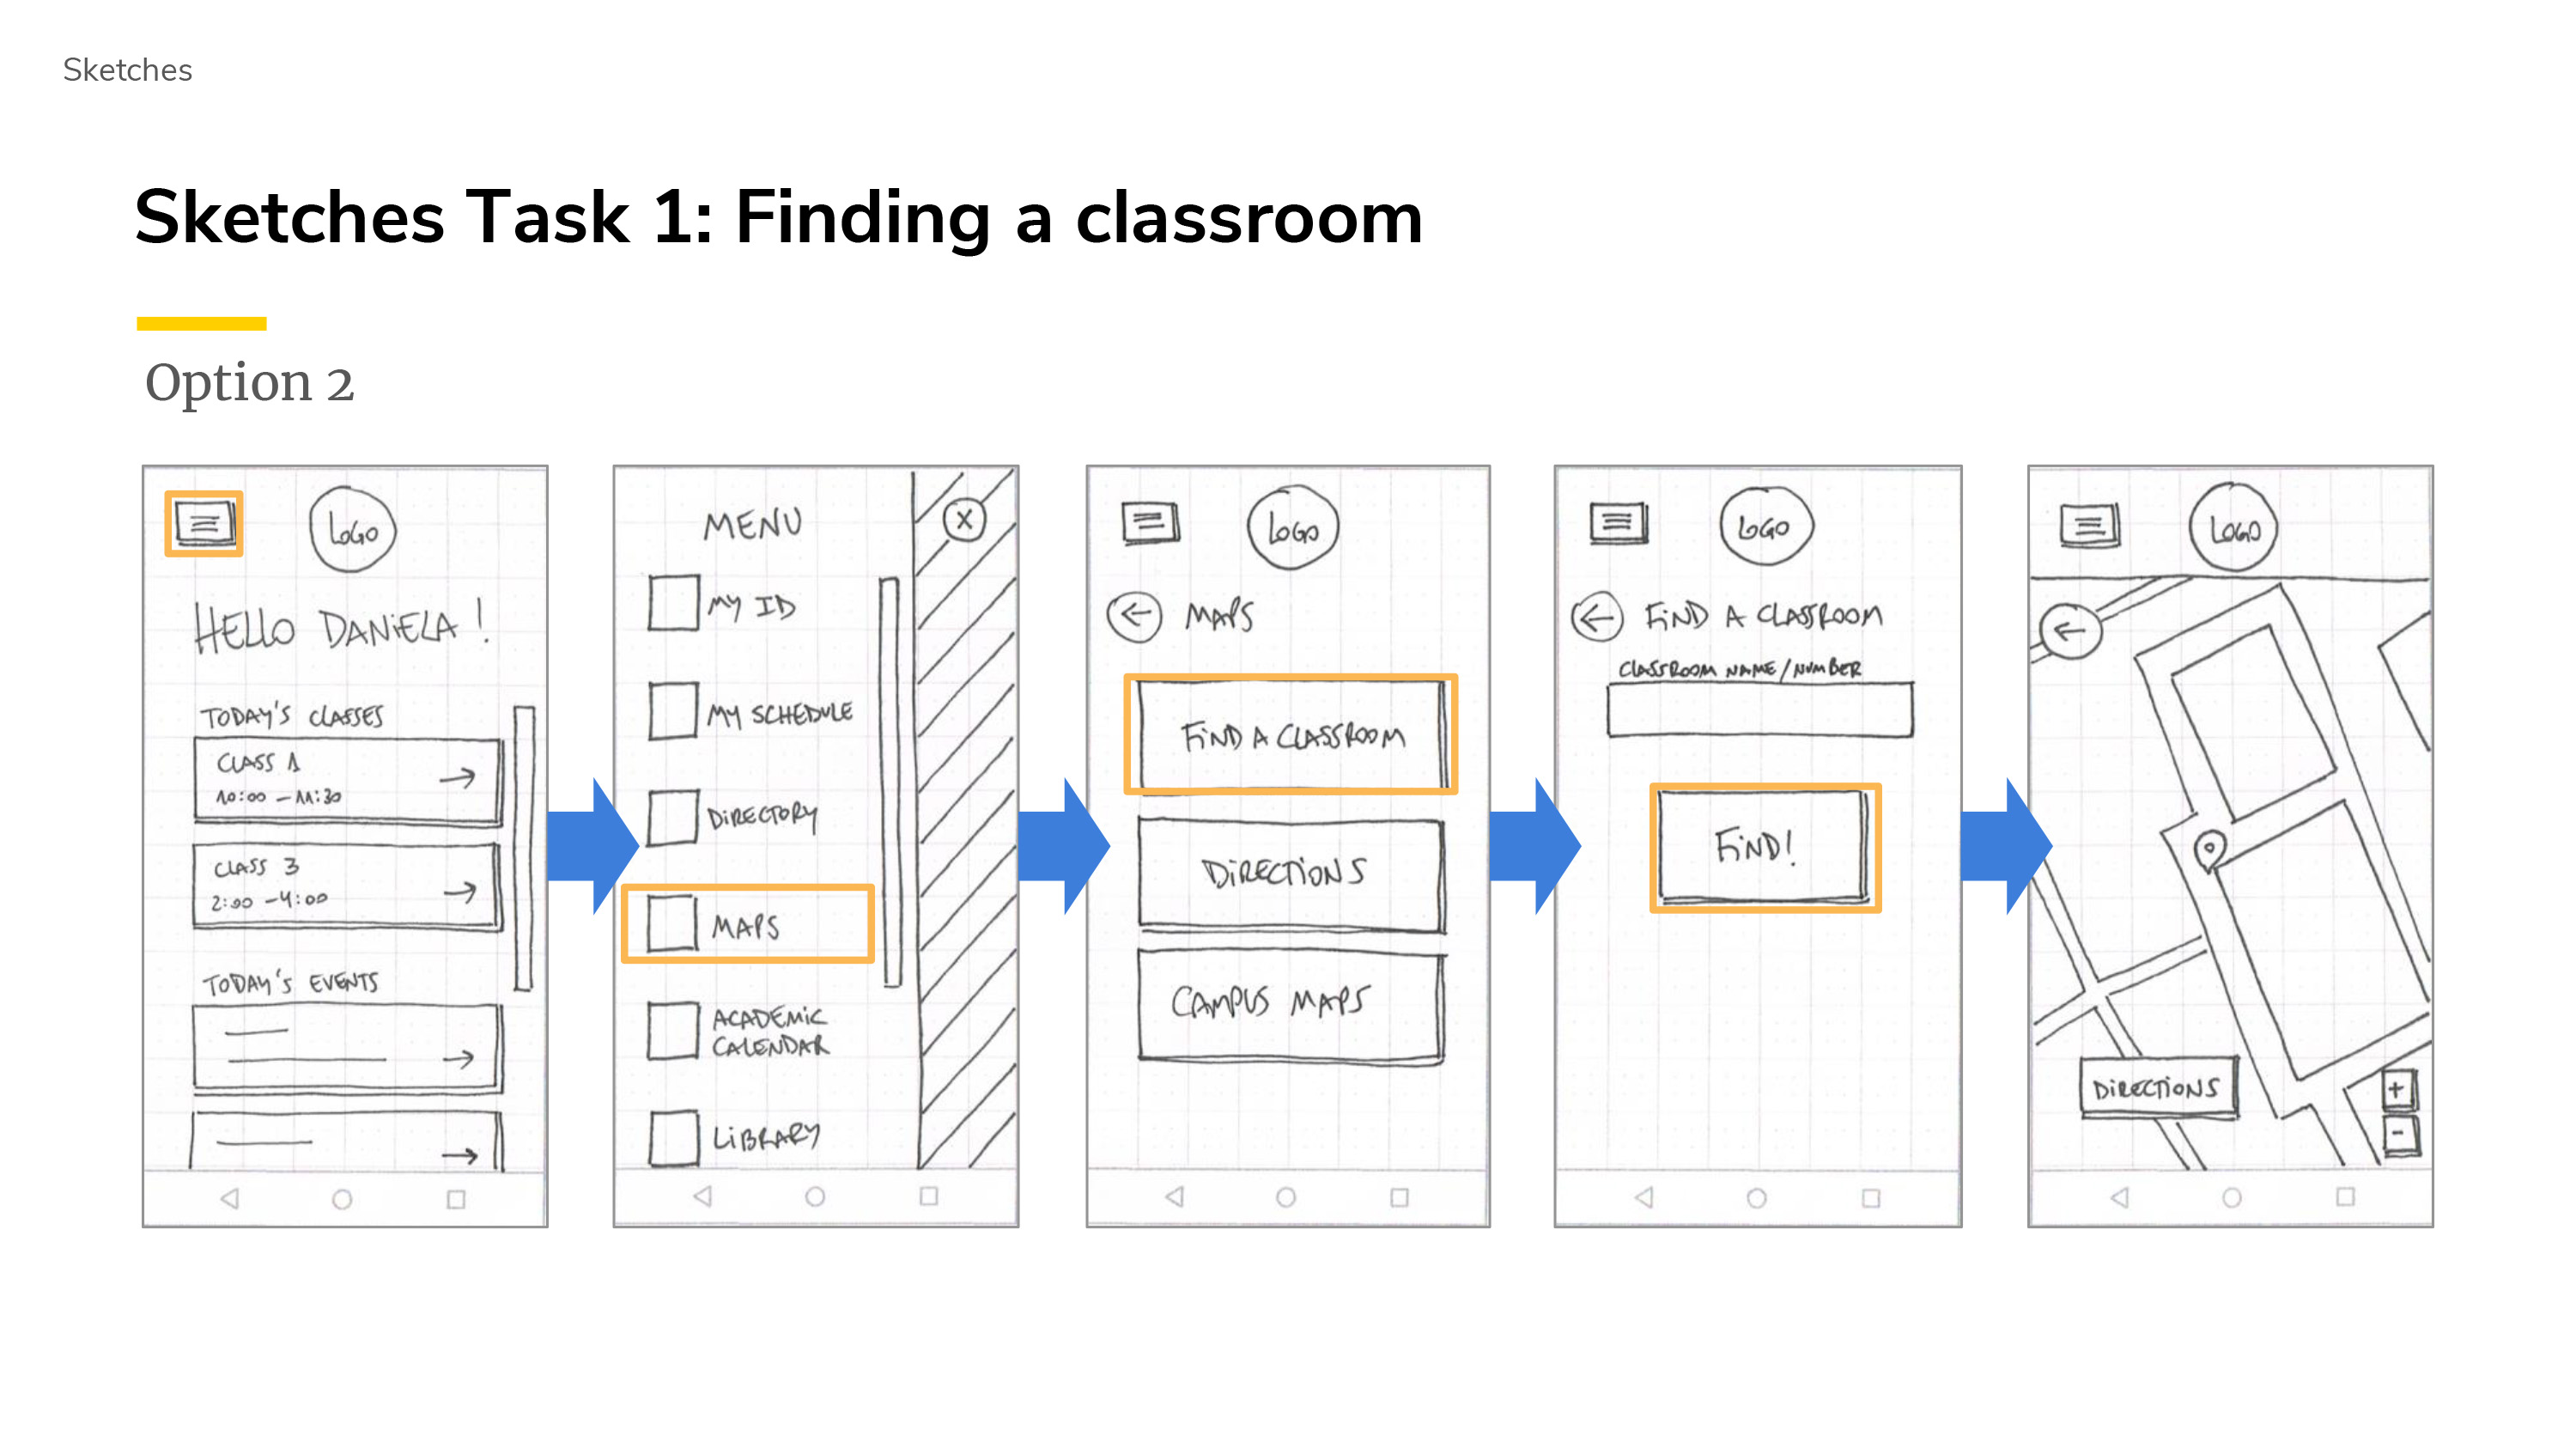 Sketches
Sketches Task 1: Finding a classroom
Option 2
LOGO
HELLO DANIELA!
TODAY'S CLASSES
CLASS 1
10:00 - 11:30
CLASS 3
2:00 - 4:00
TODAY'S EVENTS
MENU
X
MY ID
MY SCHEDULE
DIRECTORY
MAPS
ACADEMIC
CALENDAR
LIBRARY
LOGO
MAPS
FIND A CLASSROOM
DIRECTIONS
CAMPUS MAPS
LOGO
FIND A CLASSROOM
CLASSROOM NAME/NUMBER
FIND!
LOGO
DIRECTIONS
+
-